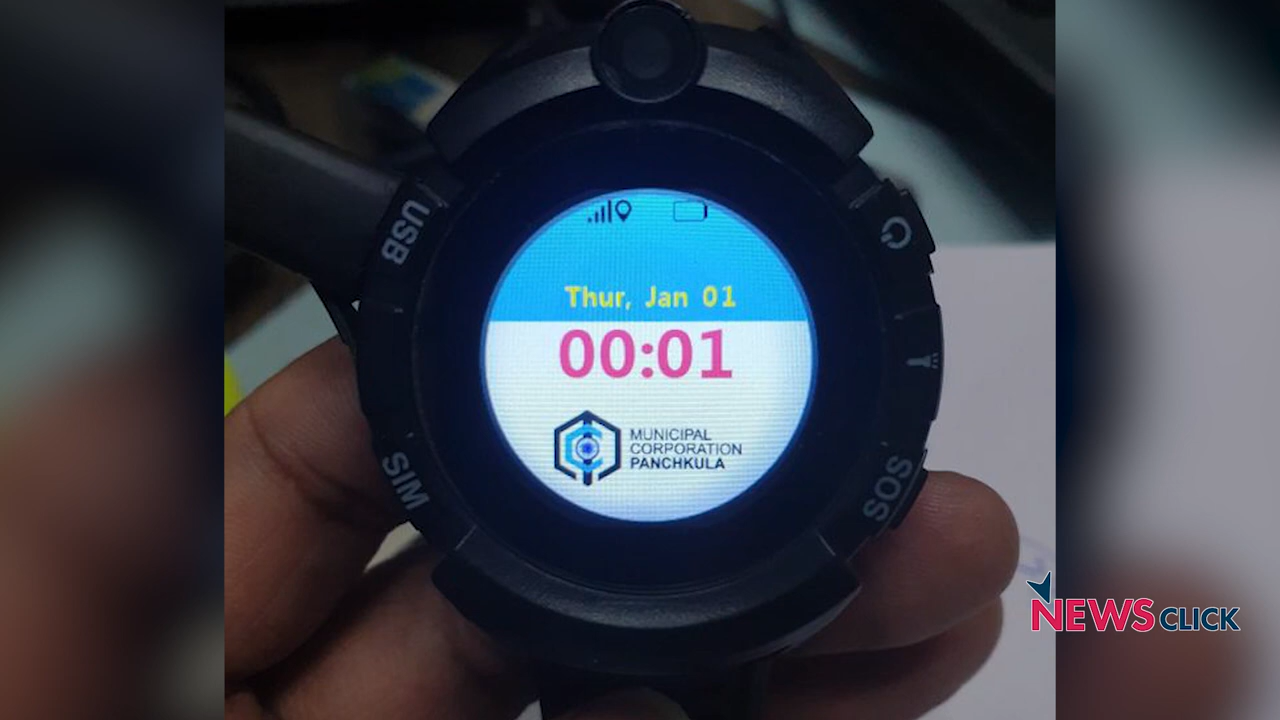 USB
Thur, Jan 01
00:01
MUNICIPAL
CORPORATION
PANCHKULA
SIM
SOS
NEWSCLICK